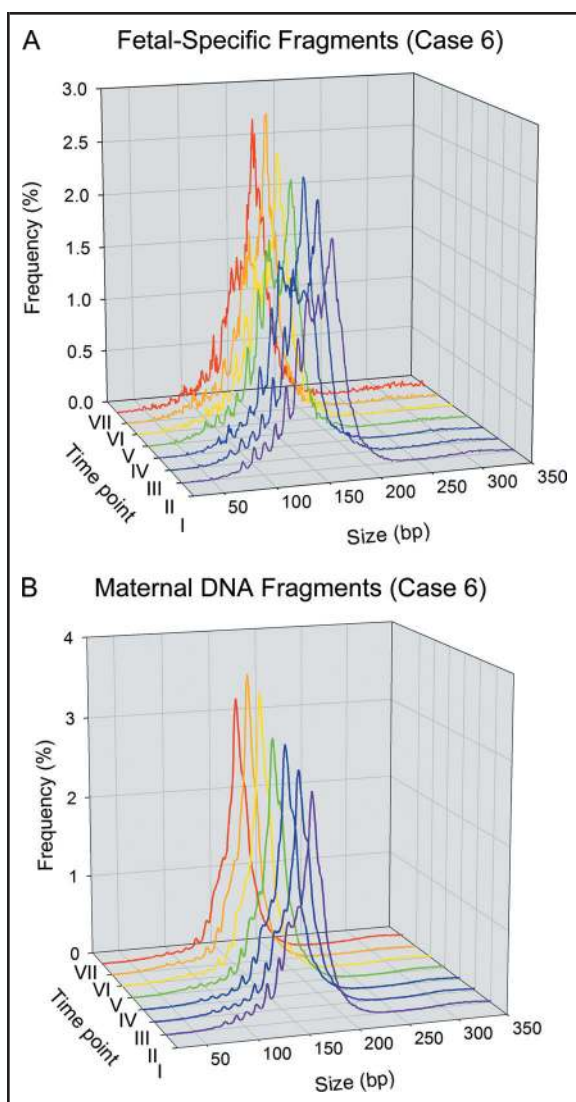 A Fetal-Specific Fragments (Case 6)
3.0
2.5
2.0
1.5
1.0
0.5
0.0
Frequency (%)
VII
VI
V
IV
III
II
I
Time point
50
100
150
200
250
300
350
Size (bp)
B Maternal DNA Fragments (Case 6)
4
3
2
1
0
Frequency (%)
VII
VI
V
IV
III
II
I
Time point
50
100
150
200
250
300
350
Size (bp)